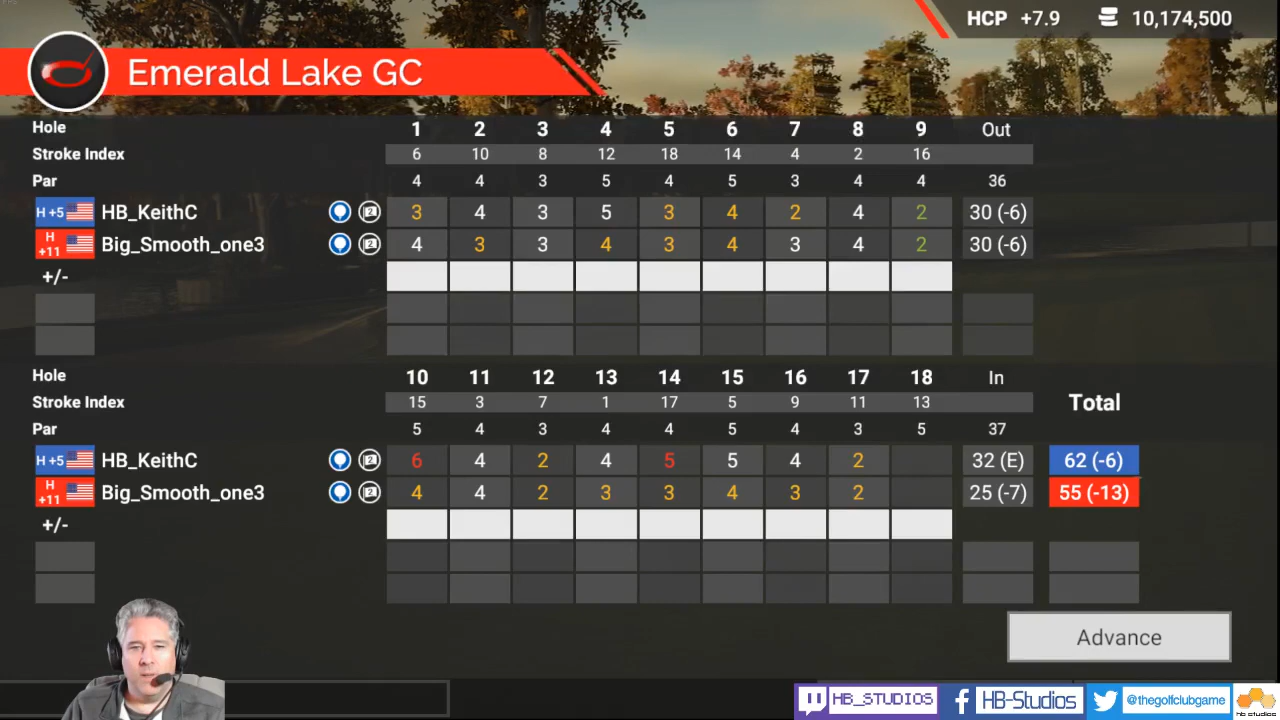 HCP +7.9 10,174,500
Emerald Lake GC
Hole 1 2 3 4 5 6 7 8 9 Out
Stroke Index 6 10 8 12 18 14 4 2 16
Par 4 4 3 5 4 5 3 4 4 36
H +5 HB_KeithC 2 3 4 3 5 3 4 2 4 2 30 (-6)
H +11 Big_Smooth_one3 2 4 3 3 4 3 4 3 4 2 30 (-6)
+/-
Hole 10 11 12 13 14 15 16 17 18 In
Stroke Index 15 3 7 1 17 5 9 11 13 Total
Par 5 4 3 4 4 5 4 3 5 37
H +5 HB_KeithC 2 6 4 2 4 5 5 4 2 32 (E) 62 (-6)
H +11 Big_Smooth_one3 2 4 4 2 3 3 4 3 2 25 (-7) 55 (-13)
+/-
Advance
HB_STUDIOS HB-Studios @thegolfclubgame hb studios